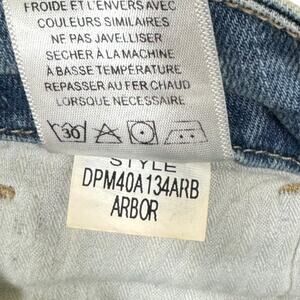 FROIDE ET L'ENVERS AVEC
COULEURS SIMILAIRES
NE PAS JAVELLISER
SECHER À LA MACHINE
À BASSE TEMPÉRATURE
REPASSER AU FER CHAUD
LORSQUE NECESSAIRE
30
STYLE
DPM40A134ARB
ARBOR